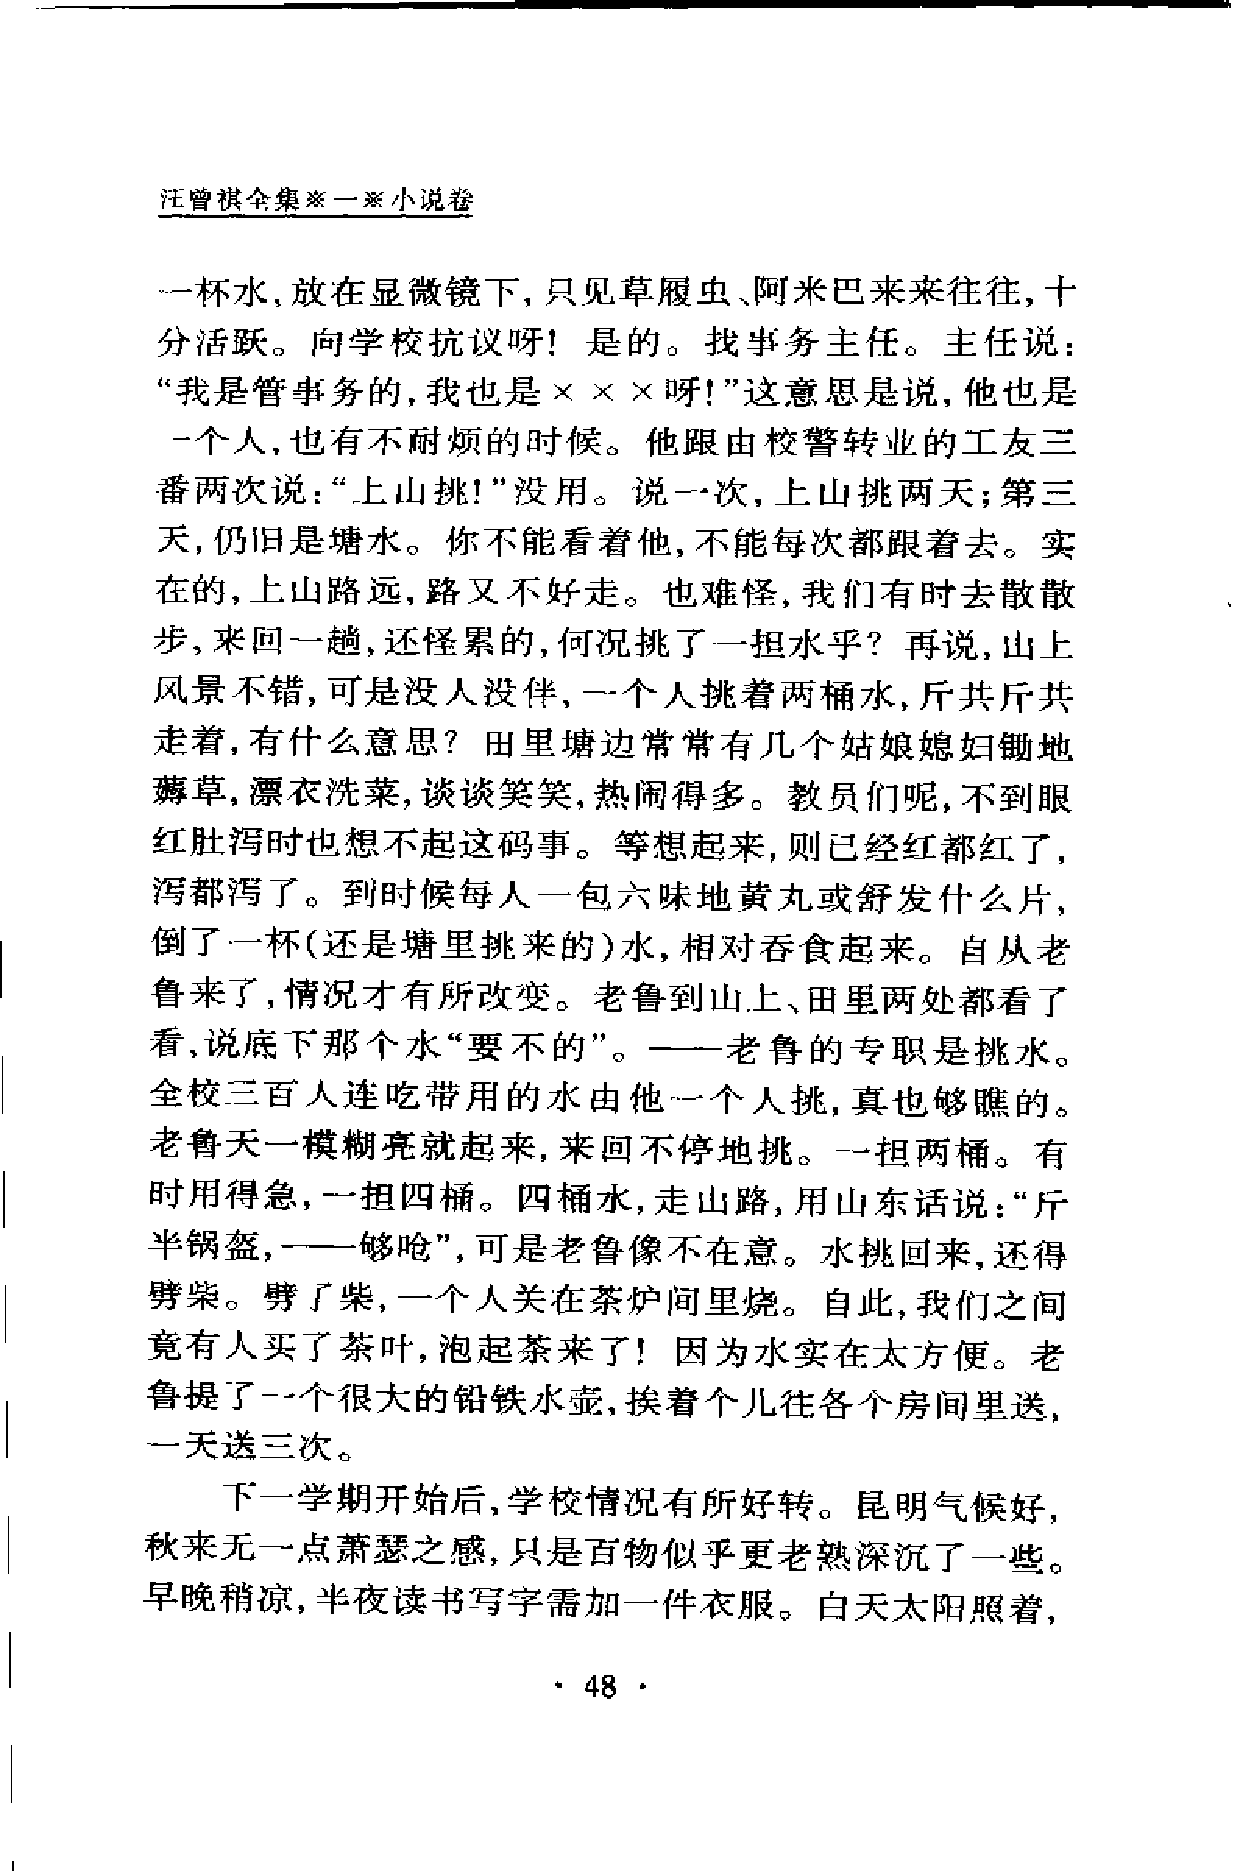 汪曾祺全集※一※小说卷
一杯水,放在显微镜下,只见草履虫、阿米巴来来往往,十
分活跃。向学校抗议呀! 是的。找事务主任。主任说:
“我是管事务的,我也是×××呀!”这意思是说,他也是
一个人,也有不耐烦的时候。他跟由校警转业的工友三
番两次说:“上山挑!”没用。说一次,上山挑两天;第三
天,仍旧是塘水。你不能看着他,不能每次都跟着去。实
在的,上山路远,路又不好走。也难怪,我们有时去散散
步,来回一趟,还怪累的,何况挑了一担水乎? 再说,山上
风景不错,可是没人没伴,一个人挑着两桶水,斤共斤共
走着,有什么意思? 田里塘边常常有几个姑娘媳妇锄地
薅草,漂衣洗菜,谈谈笑笑,热闹得多。教员们呢,不到眼
红肚泻时也想不起这码事。等想起来,则已经红都红了,
泻都泻了。到时候每人一包六味地黄丸或舒发什么片,
倒了一杯(还是塘里挑来的)水,相对吞食起来。自从老
鲁来了,情况才有所改变。老鲁到山上、田里两处都看了
看,说底下那个水“要不的”。——老鲁的专职是挑水。
全校三百人连吃带用的水由他一个人挑,真也够瞧的。
老鲁天一模糊亮就起来,来回不停地挑。一担两桶。有
时用得急,一担四桶。四桶水,走山路,用山东话说:“斤
半锅盔,——够呛”,可是老鲁像不在意。水挑回来,还得
劈柴。劈了柴,一个人关在茶炉间里烧。自此,我们之间
竟有人买了茶叶,泡起茶来了! 因为水实在太方便。老
鲁提了一个很大的铅铁水壶,挨着个儿往各个房间里送,
一天送三次。
下一学期开始后,学校情况有所好转。昆明气候好,
秋来无一点萧瑟之感,只是百物似乎更老熟深沉了一些。
早晚稍凉,半夜读书写字需加一件衣服。白天太阳照着,
· 48 ·